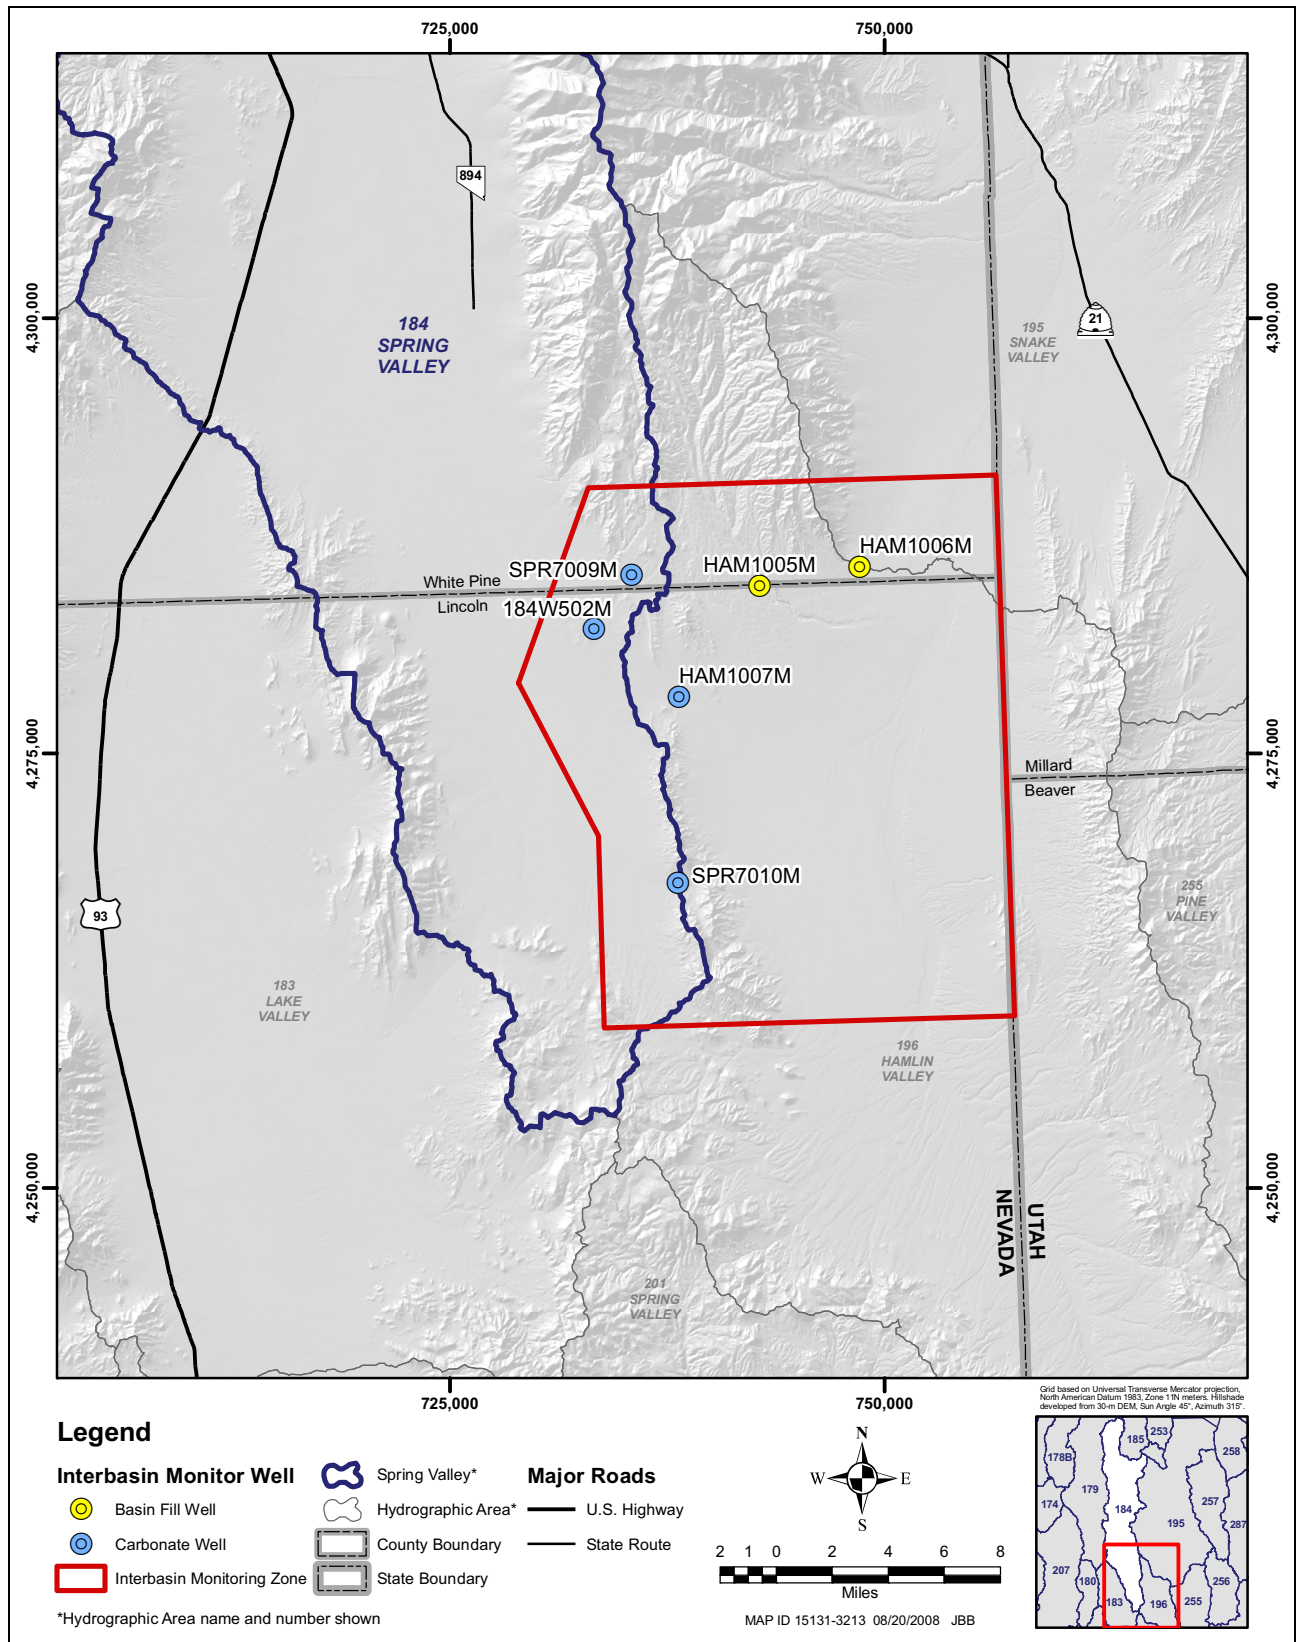 725,000
750,000
894
4,300,000
184
SPRING
VALLEY
195
SNAKE
VALLEY
21
4,300,000
HAM1006M
HAM1005M
SPR7009M
White Pine
Lincoln
184W502M
HAM1007M
4,275,000
4,275,000
Millard
Beaver
SPR7010M
255
PINE
VALLEY
93
183
LAKE
VALLEY
196
HAMLIN
VALLEY
4,250,000
4,250,000
NEVADA
UTAH
201
SPRING
VALLEY
725,000
750,000
Grid based on Universal Transverse Mercator projection,
North American Datum 1983, Zone 11N meters. Hillshade
developed from 30-m DEM, Sun Angle 45°, Azimuth 315°.
Legend
Interbasin Monitor Well
Basin Fill Well
Carbonate Well
Interbasin Monitoring Zone
Spring Valley*
Hydrographic Area*
County Boundary
State Boundary
Major Roads
U.S. Highway
State Route
*Hydrographic Area name and number shown
N
W E
S
2 1 0 2 4 6 8
Miles
MAP ID 15131-3213 08/20/2008 JBB
185
253
258
178B
179
174
184
257
195
287
207
180
256
183
196
255